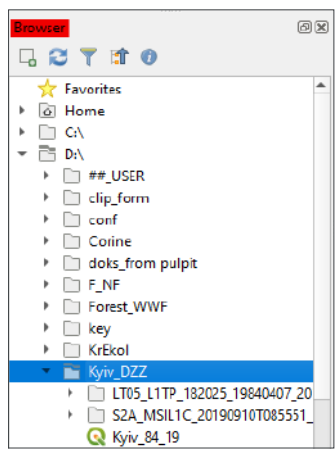 Browser
Favorites
Home
C:\
D:\
##_USER
clip_form
conf
Corine
doks_from pulpit
F_NF
Forest_WWF
key
KrEkol
Kyiv_DZZ
LT05_L1TP_182025_19840407_20
S2A_MSIL1C_20190910T085551_
Kyiv_84_19